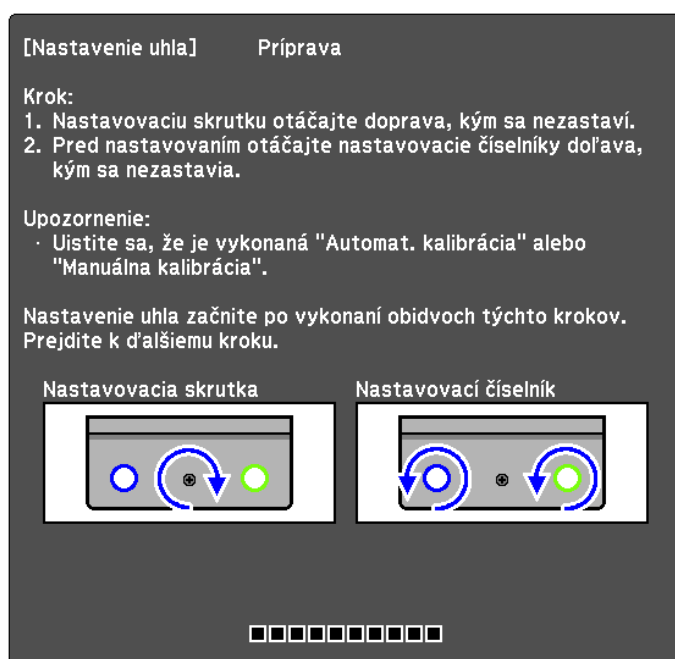 [Nastavenie uhla] Príprava
Krok:
1. Nastavovaciu skrutku otáčajte doprava, kým sa nezastaví.
2. Pred nastavovaním otáčajte nastavovacie číselníky doľava,
kým sa nezastavia.
Upozornenie:
· Uistite sa, že je vykonaná "Automat. kalibrácia" alebo
"Manuálna kalibrácia".
Nastavenie uhla začnite po vykonaní obidvoch týchto krokov.
Prejdite k ďalšiemu kroku.
Nastavovacia skrutka
Nastavovací číselník